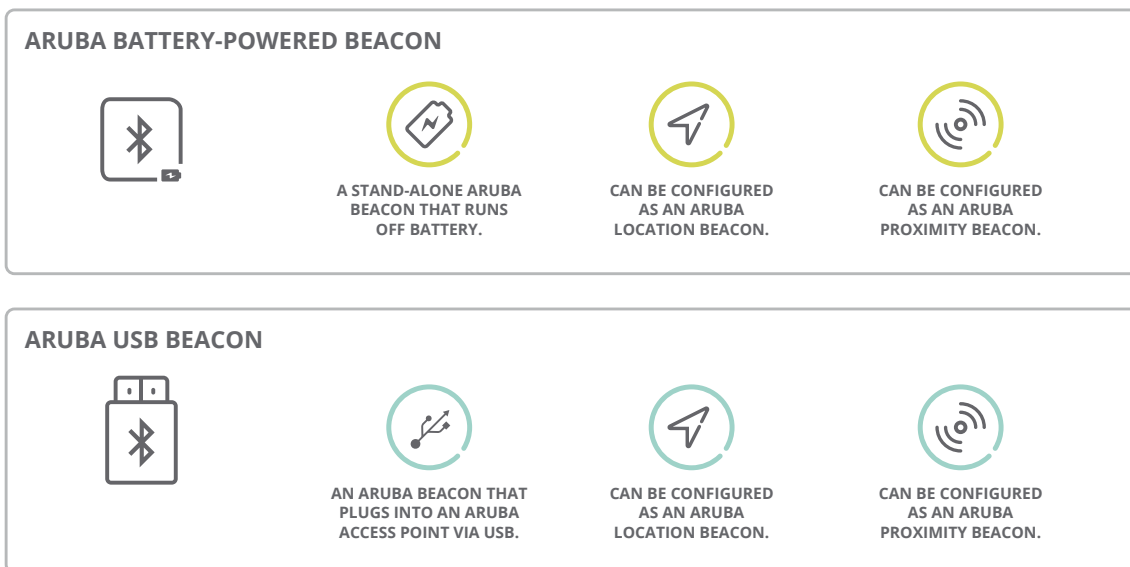 ARUBA BATTERY-POWERED BEACON
A STAND-ALONE ARUBA
BEACON THAT RUNS
OFF BATTERY.
CAN BE CONFIGURED
AS AN ARUBA
LOCATION BEACON.
CAN BE CONFIGURED
AS AN ARUBA
PROXIMITY BEACON.
ARUBA USB BEACON
AN ARUBA BEACON THAT
PLUGS INTO AN ARUBA
ACCESS POINT VIA USB.
CAN BE CONFIGURED
AS AN ARUBA
LOCATION BEACON.
CAN BE CONFIGURED
AS AN ARUBA
PROXIMITY BEACON.